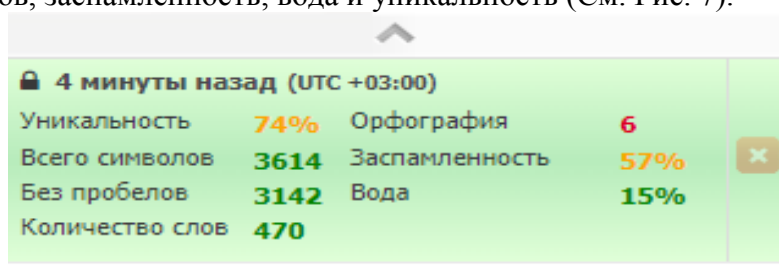 заспамленность, вода и уникальность (См. Рис. 7).
4 минуты назад (UTC +03:00)
Уникальность 74% Орфография 6
Всего символов 3614 Заспамленность 57%
Без пробелов 3142 Вода 15%
Количество слов 470